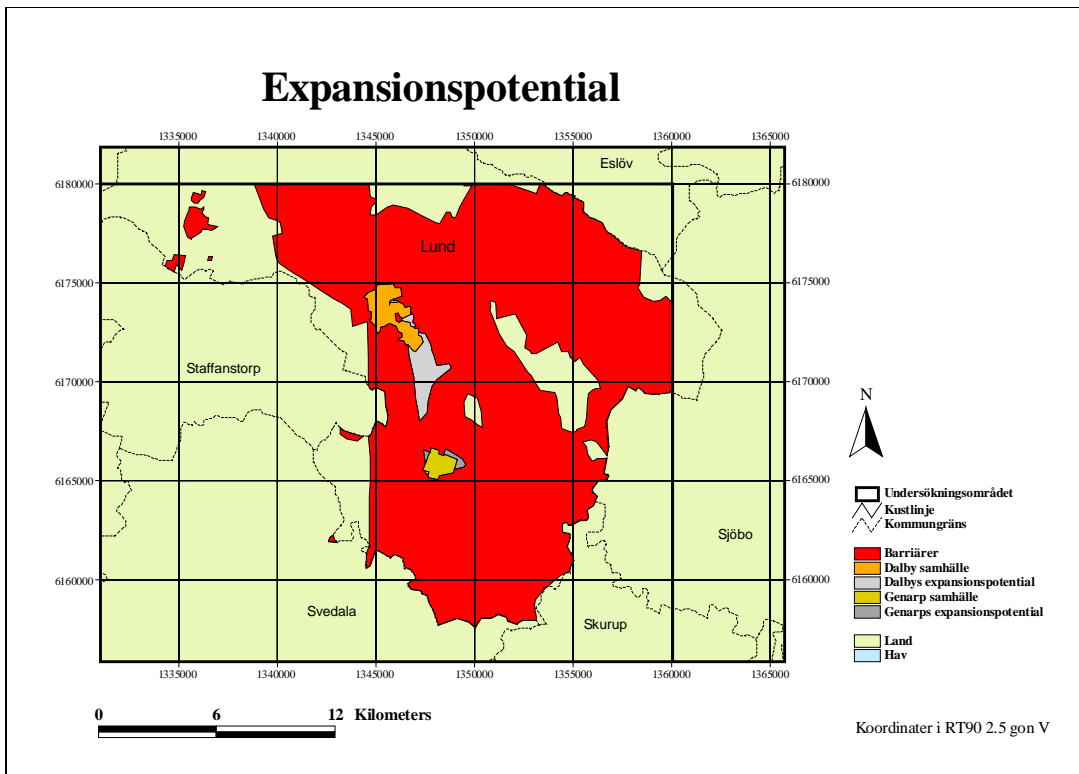 Expansionspotential
1335000 1340000 1345000 1350000 1355000 1360000 1365000
Eslöv
6180000 6180000
Lund
6175000 6175000
Staffanstorp
6170000 6170000
N
6165000 6165000
Undersökningsområdet
Kustlinje
Kommungräns
Sjöbo
Barriärer
Dalby samhälle
6160000 6160000
Dalbys expansionspotential
Genarp samhälle
Svedala
Genarps expansionspotential
Skurup
Land
Hav
1335000 1340000 1345000 1350000 1355000 1360000 1365000
0 6 12 Kilometers
Koordinater i RT90 2.5 gon V